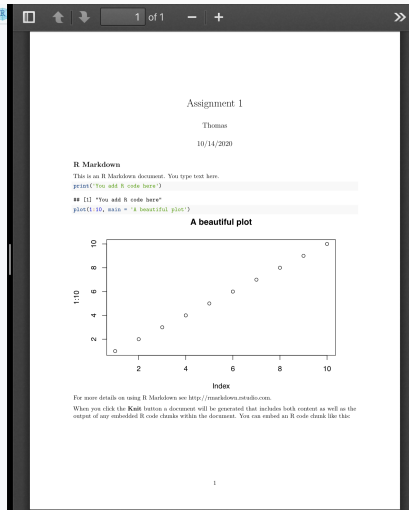 1 of 1
Assignment 1
Thomas
10/14/2020
R Markdown
This is an R Markdown document. You type text here.
print('You add R code here')
## [1] "You add R code here"
plot(1:10, main = 'A beautiful plot')
A beautiful plot
10
8
6
4
2
1:10
2 4 6 8 10
Index
For more details on using R Markdown see http://rmarkdown.rstudio.com.
When you click the Knit button a document will be generated that includes both content as well as the
output of any embedded R code chunks within the document. You can embed an R code chunk like this:
1